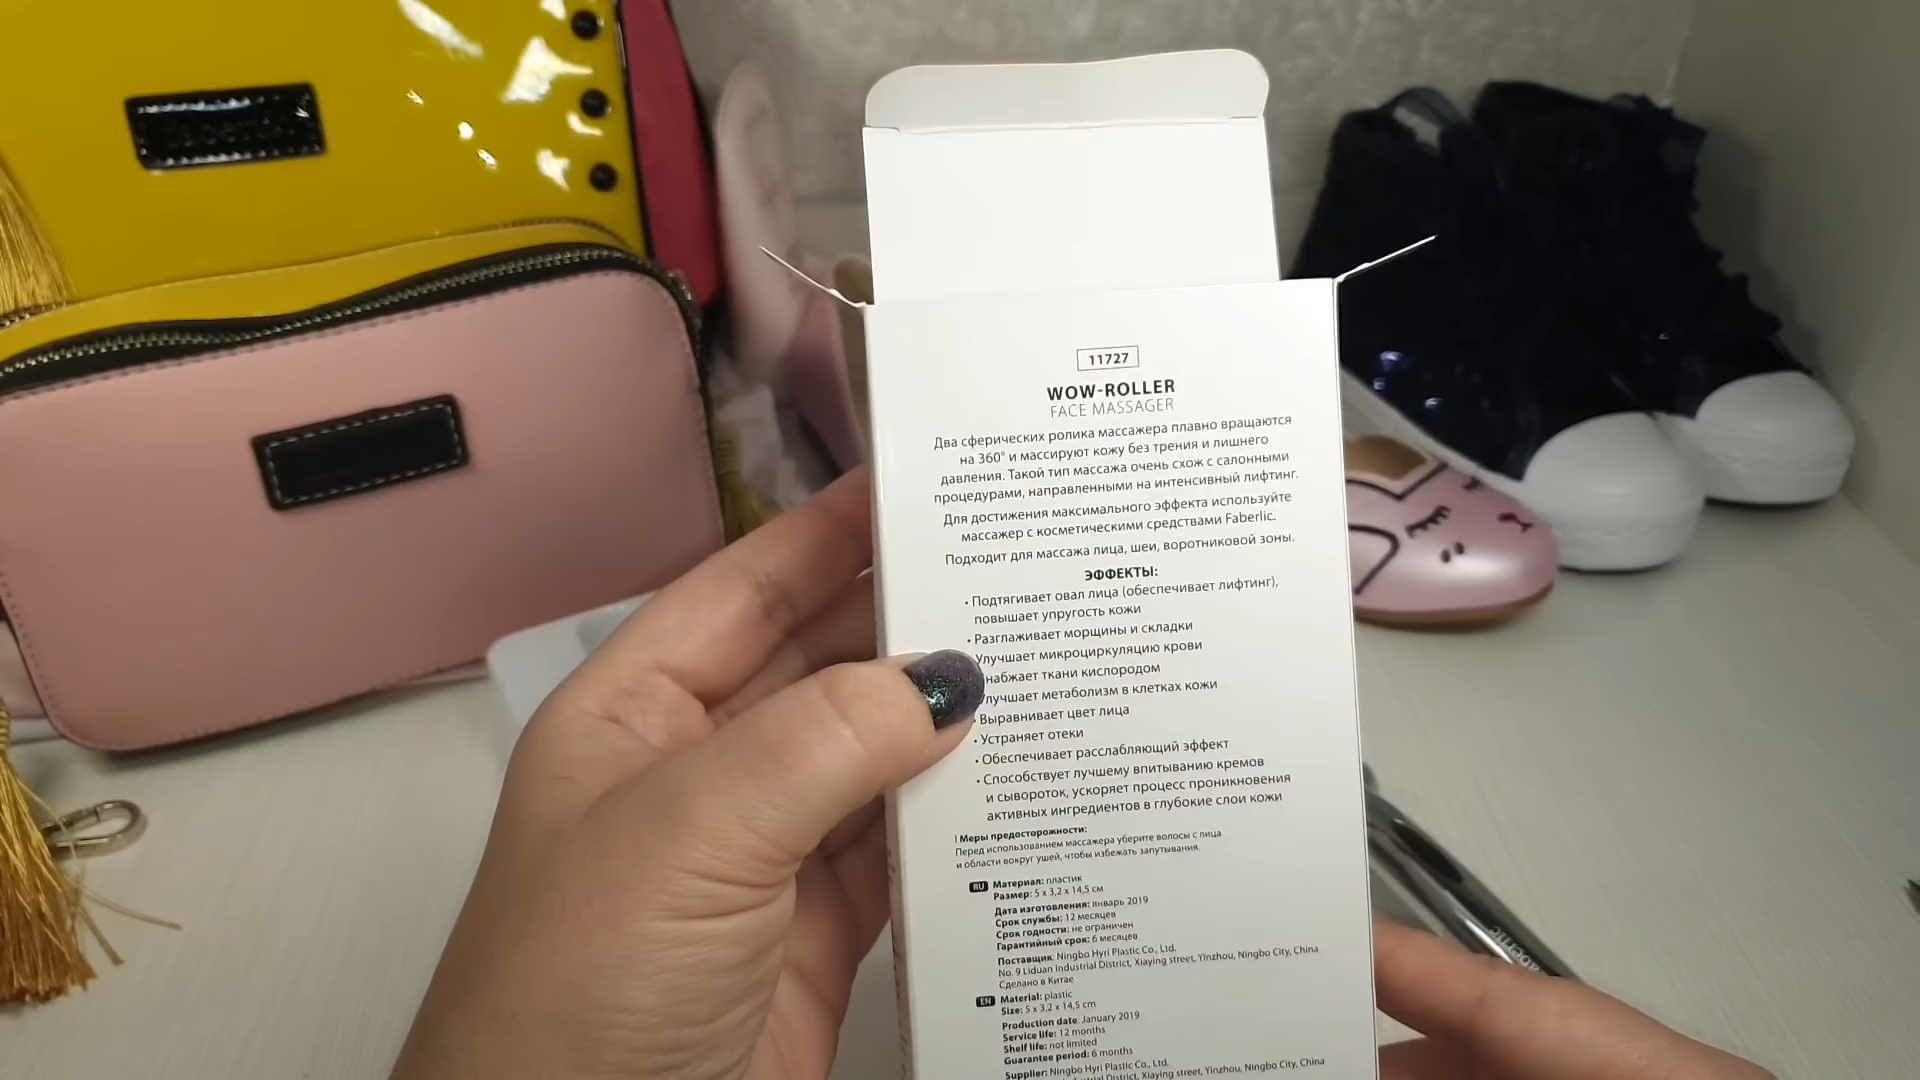 11727
WOW-ROLLER
FACE MASSAGER
Два сферических ролика массажера плавно вращаются
на 360° и массируют кожу без трения и лишнего
давления. Такой тип массажа очень схож с салонными
процедурами, направленными на интенсивный лифтинг.
Для достижения максимального эффекта используйте
массажер с косметическими средствами Faberlic.
Подходит для массажа лица, шеи, воротниковой зоны.
ЭФФЕКТЫ:
• Подтягивает овал лица (обеспечивает лифтинг),
повышает упругость кожи
• Разглаживает морщины и складки
Улучшает микроциркуляцию крови
набжает ткани кислородом
Улучшает метаболизм в клетках кожи
• Выравнивает цвет лица
• Устраняет отеки
• Обеспечивает расслабляющий эффект
• Способствует лучшему впитыванию кремов
и сывороток, ускоряет процесс проникновения
активных ингредиентов в глубокие слои кожи
! Меры предосторожности:
Перед использованием массажера уберите волосы с лица
и области вокруг ушей, чтобы избежать запутывания.
RU Материал: пластик
Размер: 5 x 3,2 x 14,5 см
Дата изготовления: январь 2019
Срок службы: 12 месяцев
Срок годности: не ограничен
Гарантийный срок: 6 месяцев
Поставщик: Ningbo Hyri Plastic Co., Ltd.
No. 9 Liduan Industrial District, Xiaying street, Yinzhou, Ningbo City, China
Сделано в Китае
EN Material: plastic
Size: 5 x 3,2 x 14,5 cm
Production date: January 2019
Service life: 12 months
Shelf life: not limited
Guarantee period: 6 months
Supplier: Ningbo Hyri Plastic Co., Ltd.
District, Xiaying street, Yinzhou, Ningbo City, China